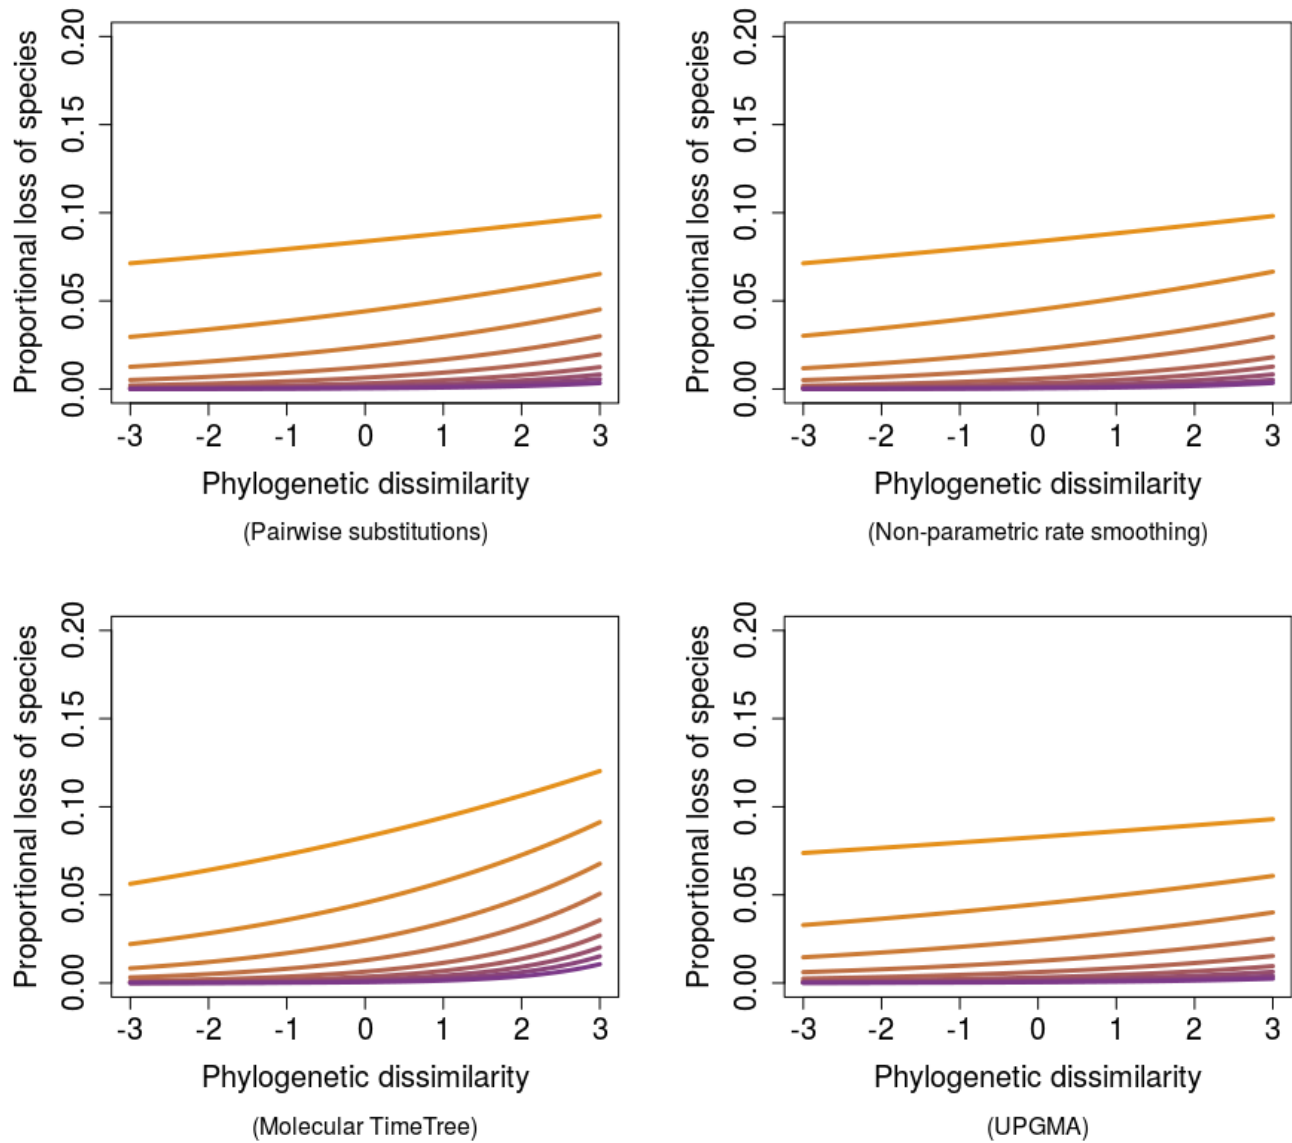 Proportional loss of species
0.20
0.15
0.10
0.05
0.00
-3 -2 -1 0 1 2 3
Phylogenetic dissimilarity
(Pairwise substitutions)
Proportional loss of species
0.20
0.15
0.10
0.05
0.00
-3 -2 -1 0 1 2 3
Phylogenetic dissimilarity
(Non-parametric rate smoothing)
Proportional loss of species
0.20
0.15
0.10
0.05
0.00
-3 -2 -1 0 1 2 3
Phylogenetic dissimilarity
(Molecular TimeTree)
Proportional loss of species
0.20
0.15
0.10
0.05
0.00
-3 -2 -1 0 1 2 3
Phylogenetic dissimilarity
(UPGMA)